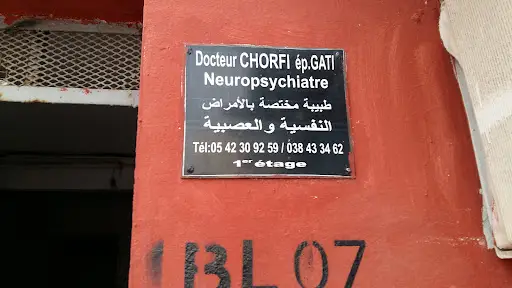 Docteur CHORFI ép.GATI
Neuropsychiatre
طبيبة مختصة بالأمراض
النفسية و العصبية
Tél:05 42 30 92 59 / 038 43 34 62
1er étage
BL 07